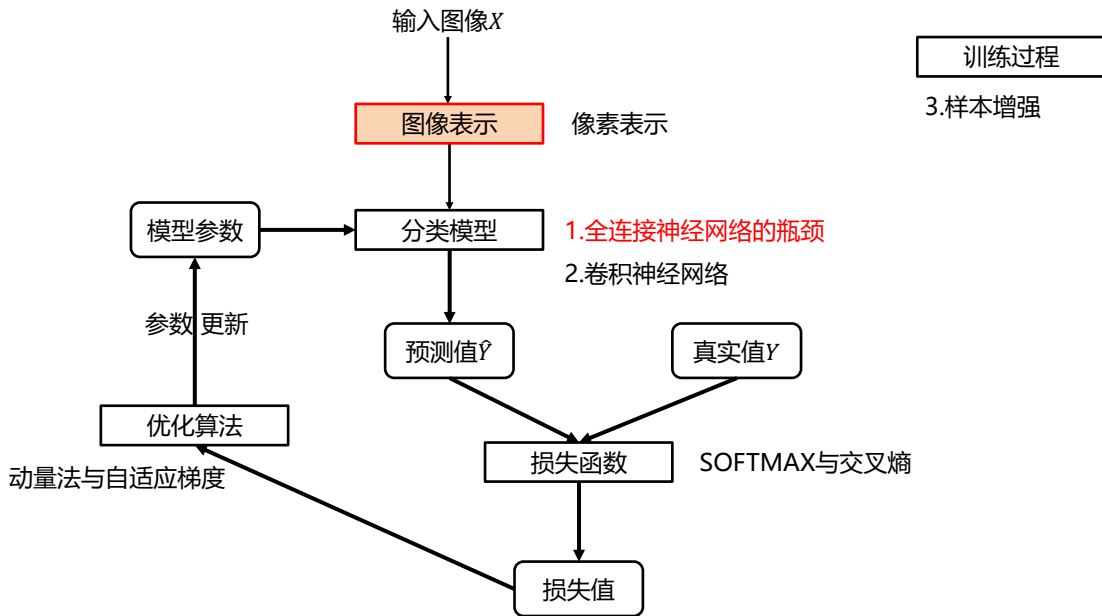 输入图像X
训练过程
3.样本增强
图像表示
像素表示
模型参数
分类模型
1.全连接神经网络的瓶颈
2.卷积神经网络
参数 更新
预测值Ŷ
真实值Y
优化算法
动量法与自适应梯度
损失函数
SOFTMAX与交叉熵
损失值